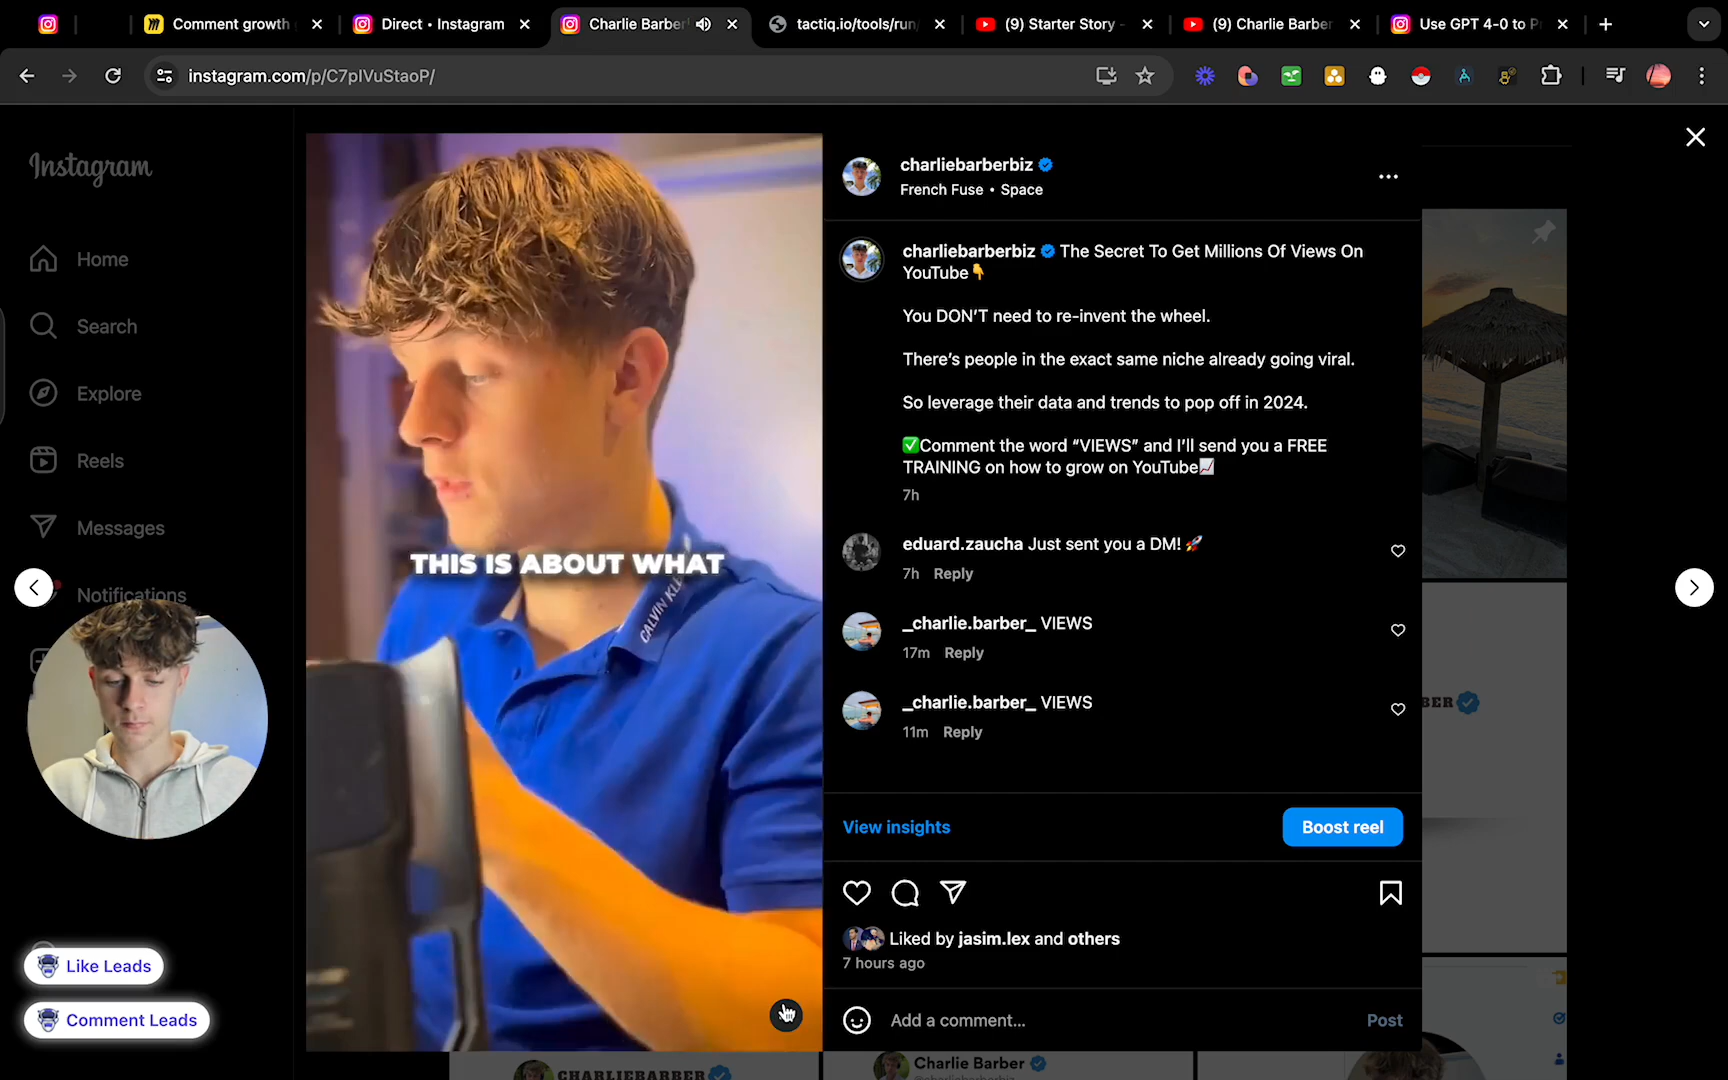 Comment growth
Direct • Instagram
Charlie Barber
tactiq.io/tools/run
(9) Starter Story -
(9) Charlie Barber
Use GPT 4-0 to P
instagram.com/p/C7pIVuStaoP/
Instagram
Home
Search
Explore
Reels
Messages
Notifications
Like Leads
Comment Leads
THIS IS ABOUT WHAT
CALVIN KLE
charliebarberbiz
French Fuse • Space
charliebarberbiz The Secret To Get Millions Of Views On
YouTube👇
You DON’T need to re-invent the wheel.
There’s people in the exact same niche already going viral.
So leverage their data and trends to pop off in 2024.
✅Comment the word “VIEWS” and I’ll send you a FREE
TRAINING on how to grow on YouTube📈
7h
eduard.zaucha Just sent you a DM! 🚀
7h Reply
_charlie.barber_ VIEWS
17m Reply
_charlie.barber_ VIEWS
11m Reply
View insights
Boost reel
Liked by jasim.lex and others
7 hours ago
Add a comment...
Post
BER
CHARLIEBARBER
Charlie Barber